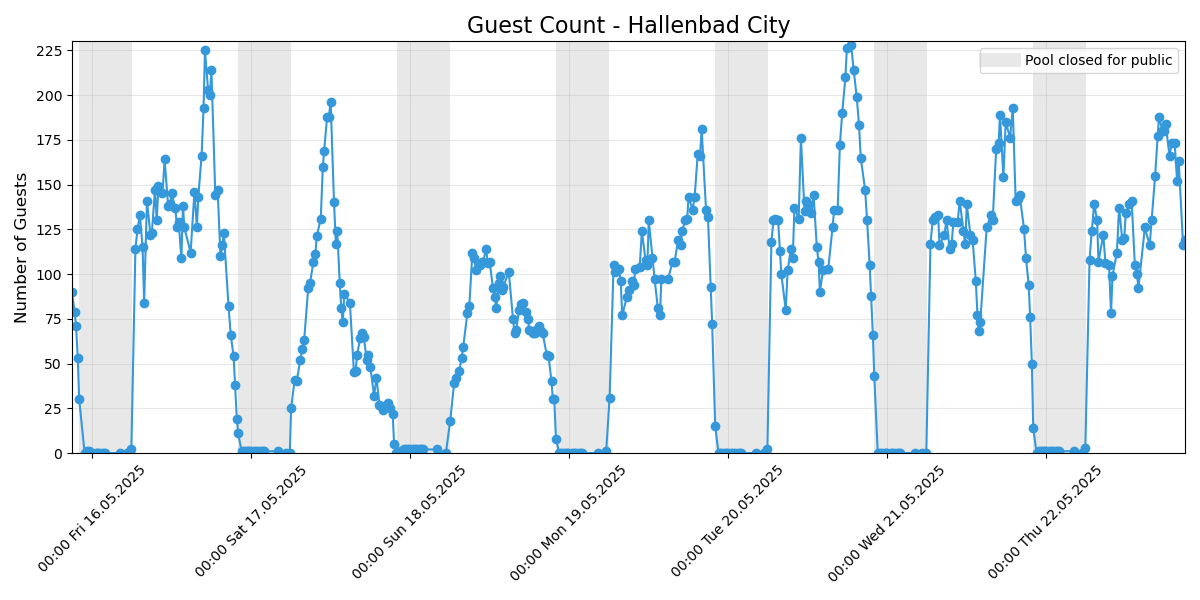 Guest Count - Hallenbad City
Pool closed for public
Number of Guests
225
200
175
150
125
100
75
50
25
0
00:00 Fri 16.05.2025
00:00 Sat 17.05.2025
00:00 Sun 18.05.2025
00:00 Mon 19.05.2025
00:00 Tue 20.05.2025
00:00 Wed 21.05.2025
00:00 Thu 22.05.2025